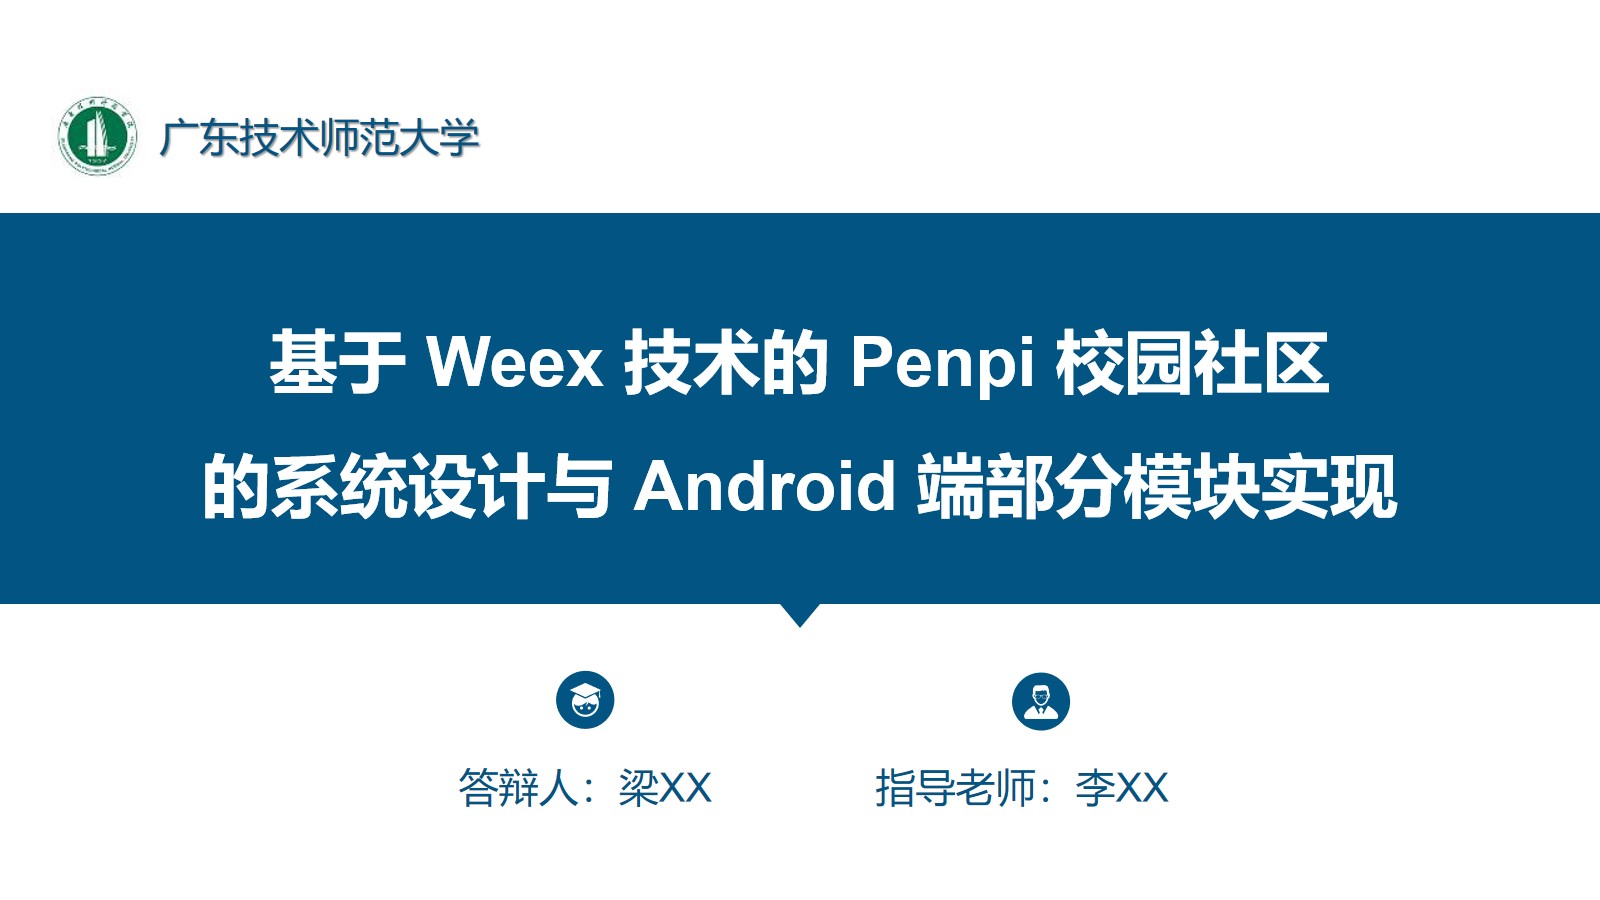 广东技术师范大学
基于 Weex 技术的 Penpi 校园社区
的系统设计与 Android 端部分模块实现
答辩人：梁XX
指导老师：李XX